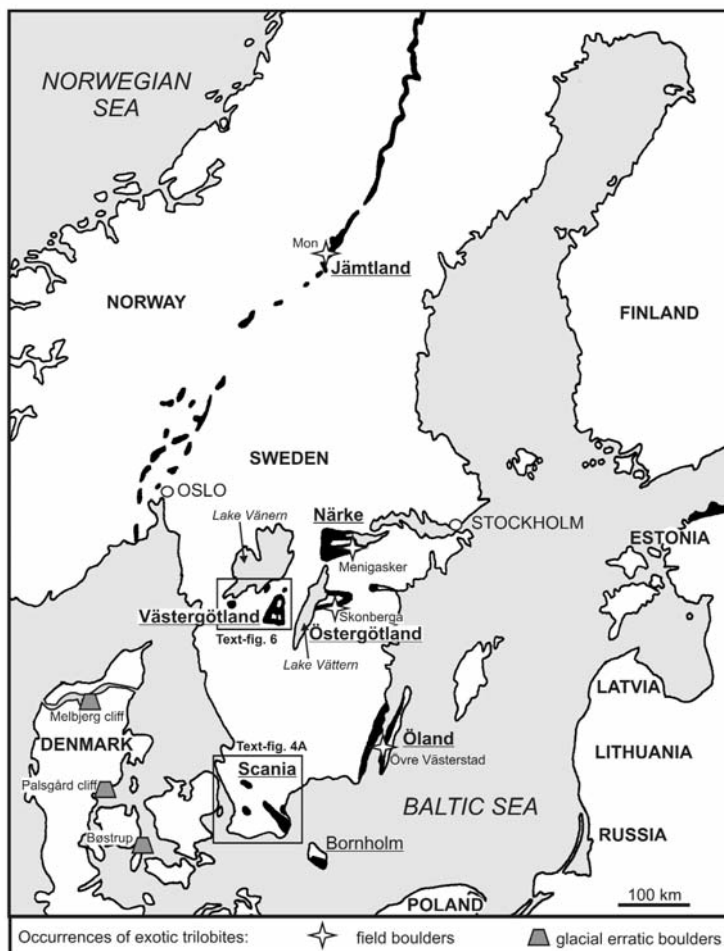 NORWEGIAN
SEA
Mon
Jämtland
NORWAY
FINLAND
SWEDEN
OSLO
Lake Vänern
Närke
STOCKHOLM
ESTONIA
Menigasker
Västergötland
Skonberga
Text-fig. 6
Östergötland
Lake Vättern
LATVIA
Melbjerg cliff
DENMARK
Text-fig. 4A
Öland
LITHUANIA
Scania
Övre Västerstad
Palsgård cliff
BALTIC SEA
Bøstrup
Bornholm
RUSSIA
100 km
POLAND
Occurrences of exotic trilobites: field boulders glacial erratic boulders